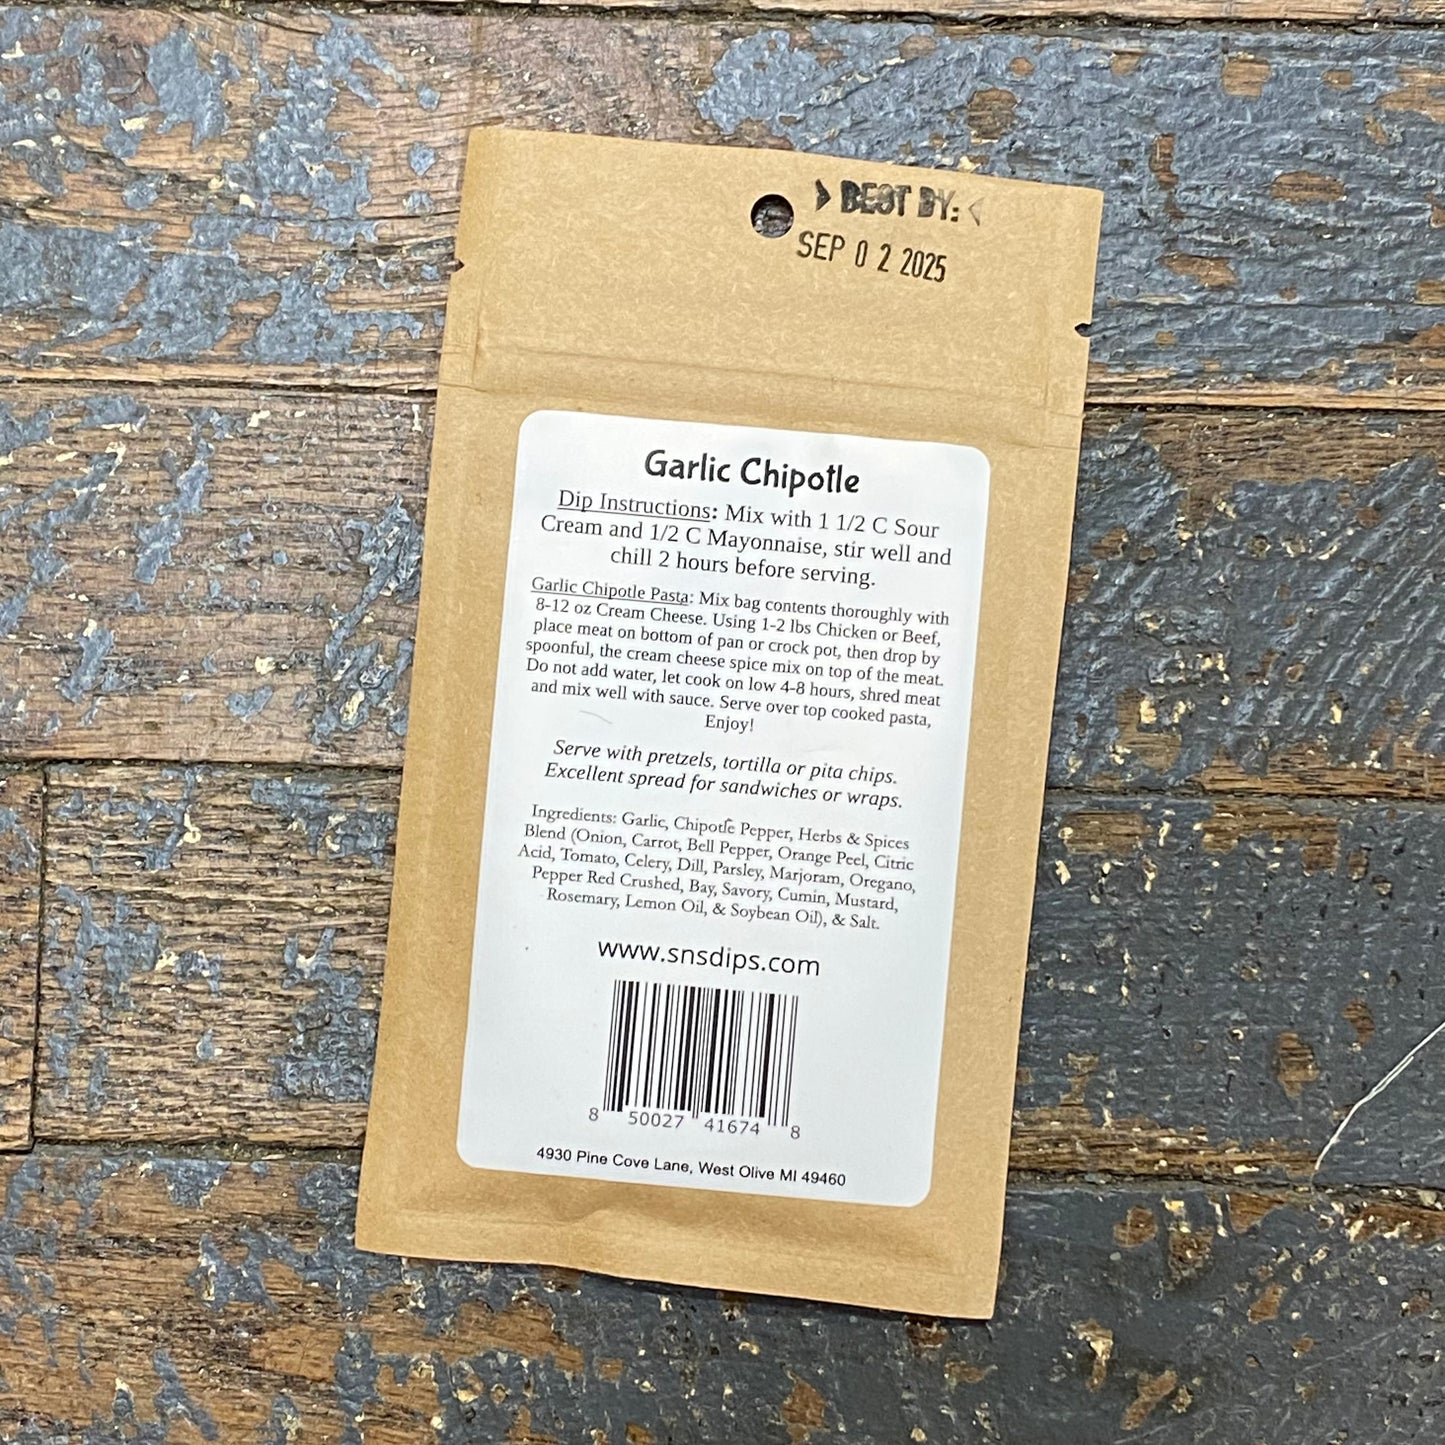 BEST BY:
SEP 02 2025
Garlic Chipotle
Dip Instructions: Mix with 1 1/2 C Sour
Cream and 1/2 C Mayonnaise, stir well and
chill 2 hours before serving.
Garlic Chipotle Pasta: Mix bag contents thoroughly with
8-12 oz Cream Cheese. Using 1-2 lbs Chicken or Beef,
place meat on bottom of pan or crock pot, then drop by
spoonful, the cream cheese spice mix on top of the meat.
Do not add water, let cook on low 4-8 hours, shred meat
and mix well with sauce. Serve over top cooked pasta,
Enjoy!
Serve with pretzels, tortilla or pita chips.
Excellent spread for sandwiches or wraps.
Ingredients: Garlic, Chipotle Pepper, Herbs & Spices
Blend (Onion, Carrot, Bell Pepper, Orange Peel, Citric
Acid, Tomato, Celery, Dill, Parsley, Marjoram, Oregano,
Pepper Red Crushed, Bay, Savory, Cumin, Mustard,
Rosemary, Lemon Oil, & Soybean Oil), & Salt.
www.snsdips.com
8 50027 41674 8
4930 Pine Cove Lane, West Olive MI 49460